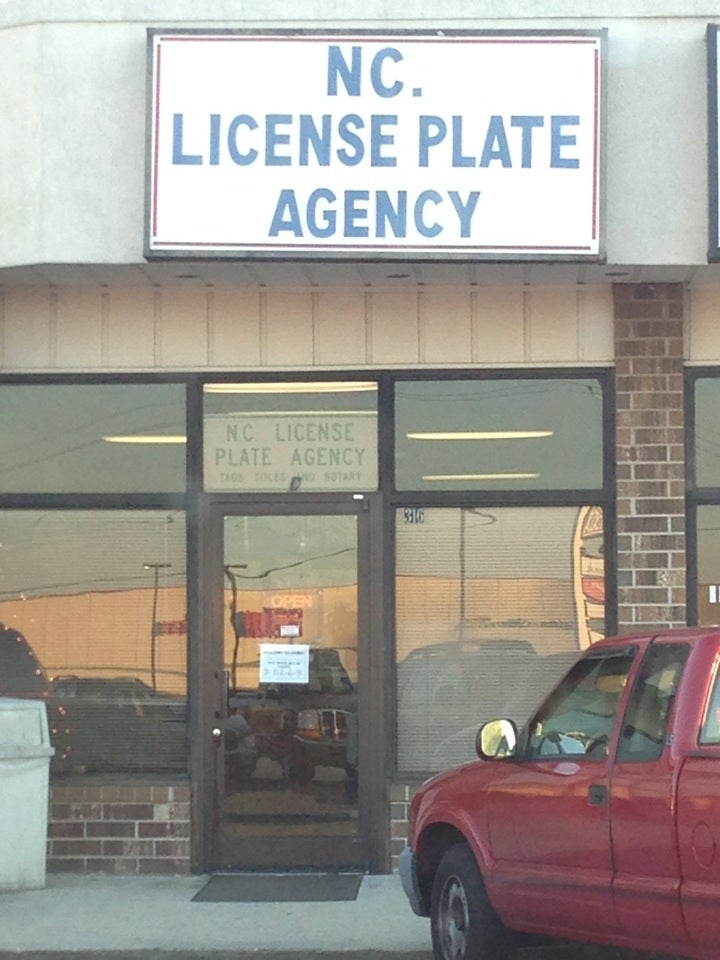 NC.
LICENSE PLATE
AGENCY
N.C LICENSE
PLATE AGENCY
TAGS TITLES AND NOTARY
316
OPEN